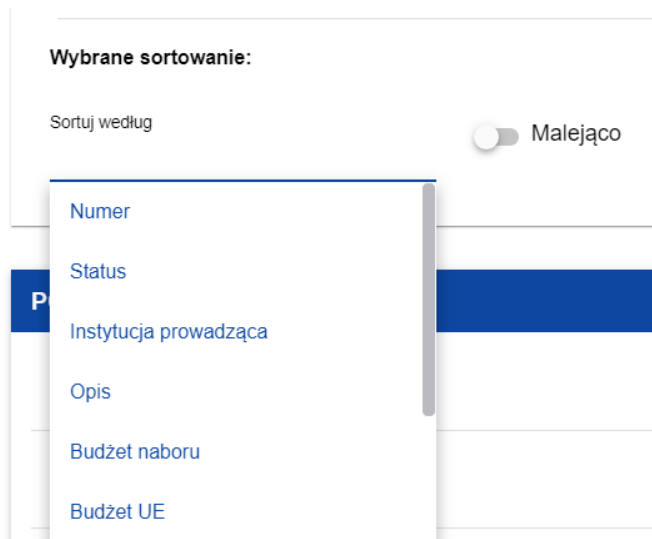 Wybrane sortowanie:
Sortuj według
Malejąco
Numer
Status
Instytucja prowadząca
Opis
Budżet naboru
Budżet UE